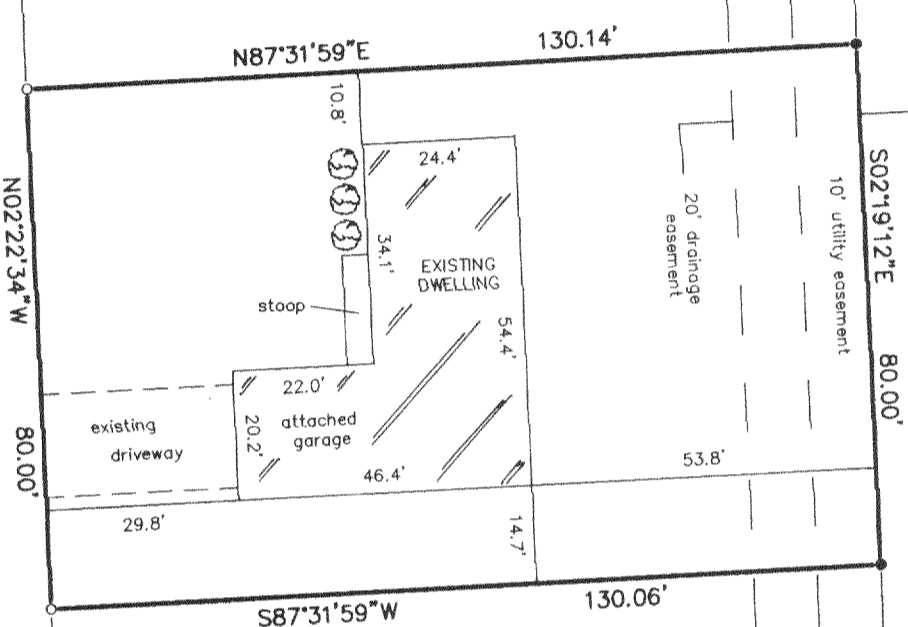 N87°31'59"E
130.14'
10.8'
24.4'
34.1'
EXISTING
DWELLING
54.4'
stoop
22.0'
attached
garage
20.2'
46.4'
existing
driveway
29.8'
14.7'
53.8'
20' drainage
easement
10' utility easement
S02°19'12"E
80.00'
N02°22'34"W
80.00'
S87°31'59"W
130.06'